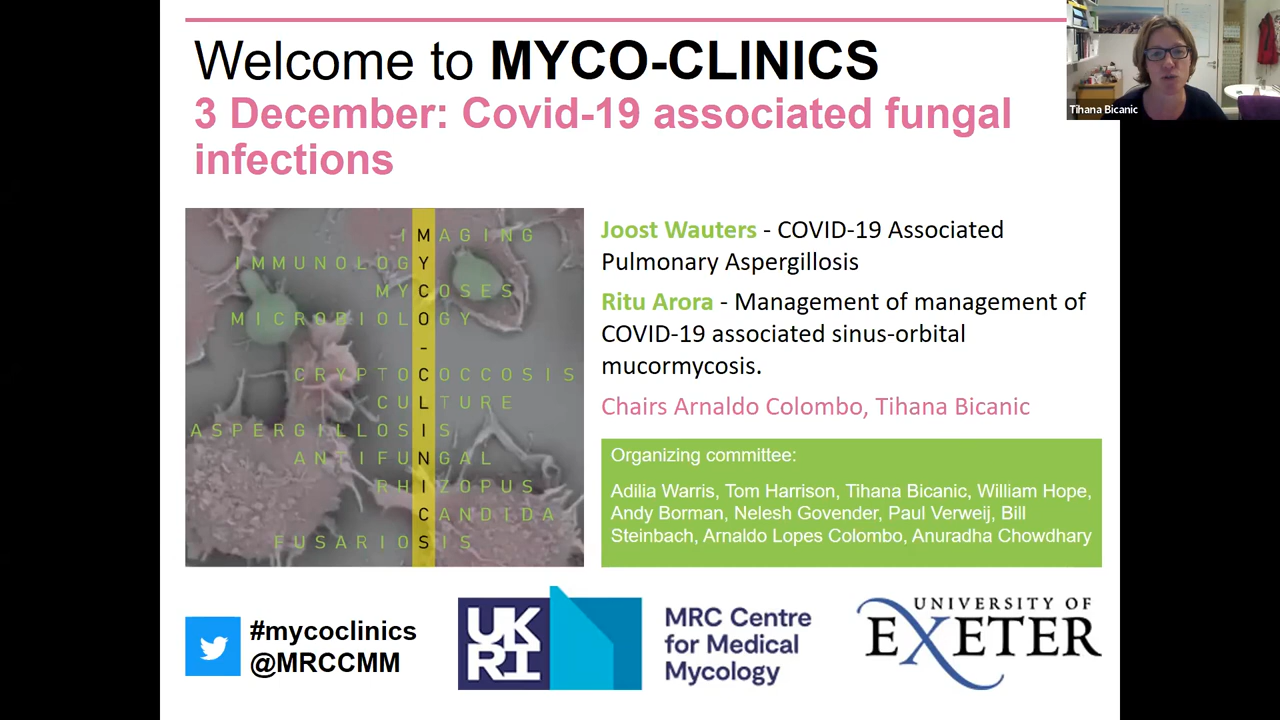 Welcome to MYCO-CLINICS
3 December: Covid-19 associated fungal
infections
Tihana Bicanic
IMAGING
IMMUNOLOGY
MYCOSES
MICROBIOLOGY
-
CRYPTOCOCCOSIS
CULTURE
ASPERGILLOSIS
ANTIFUNGAL
RHIZOPUS
CANDIDA
FUSARIOSIS
Joost Wauters - COVID-19 Associated
Pulmonary Aspergillosis
Ritu Arora - Management of management of
COVID-19 associated sinus-orbital
mucormycosis.
Chairs Arnaldo Colombo, Tihana Bicanic
Organizing committee:
Adilia Warris, Tom Harrison, Tihana Bicanic, William Hope,
Andy Borman, Nelesh Govender, Paul Verweij, Bill
Steinbach, Arnaldo Lopes Colombo, Anuradha Chowdhary
#mycoclinics
@MRCCMM
UK
RI
MRC Centre
for Medical
Mycology
UNIVERSITY OF
EXETER